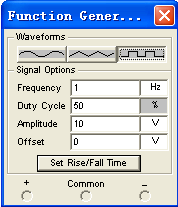 Function Gener...
Waveforms
Signal Options
Frequency 1 Hz
Duty Cycle 50 %
Amplitude 10 V
Offset 0 V
Set Rise/Fall Time
+ Common −